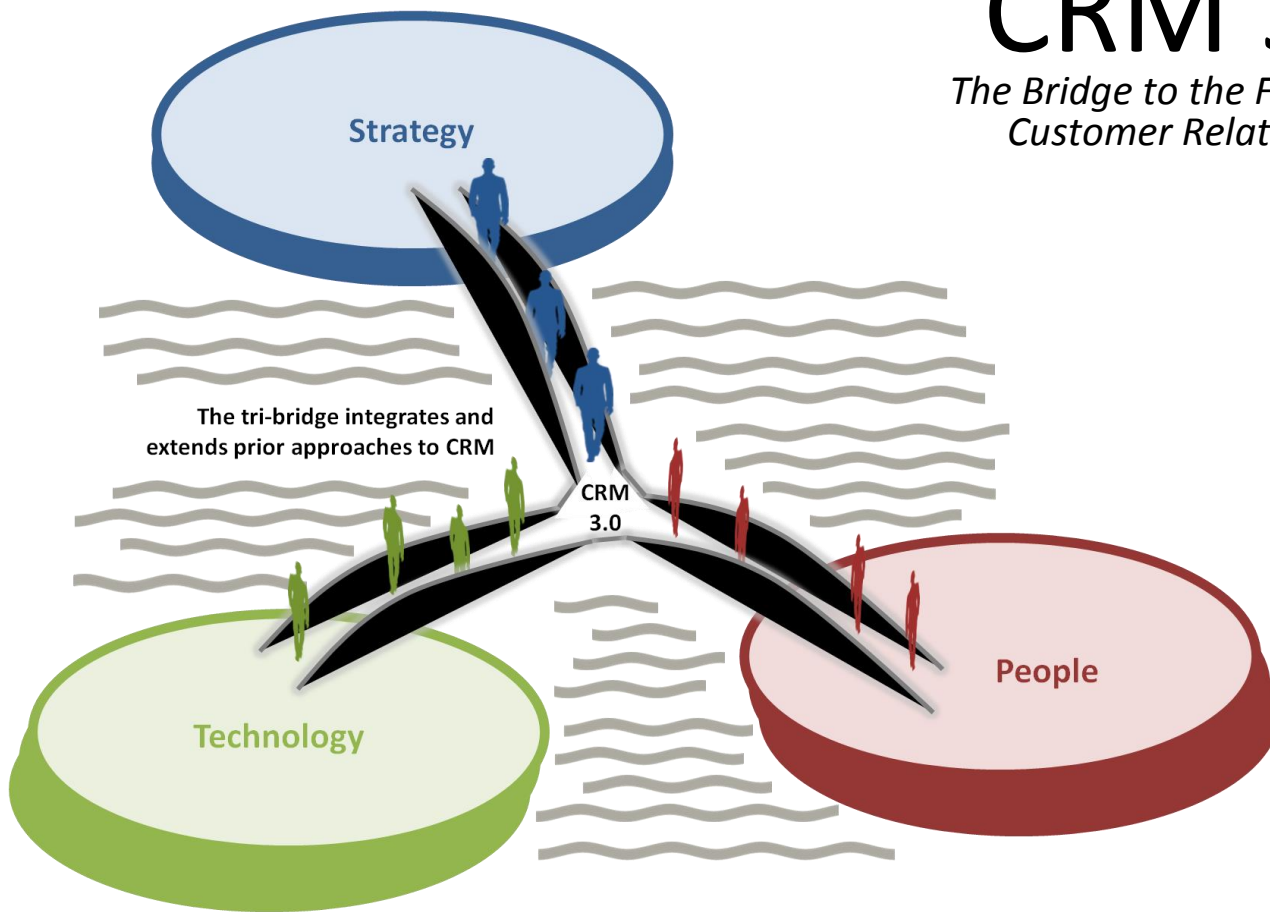 CRM
The Bridge to the
Customer
Strategy
The tri-bridge integrates and
extends prior approaches to CRM
CRM
3.0
People
Technology